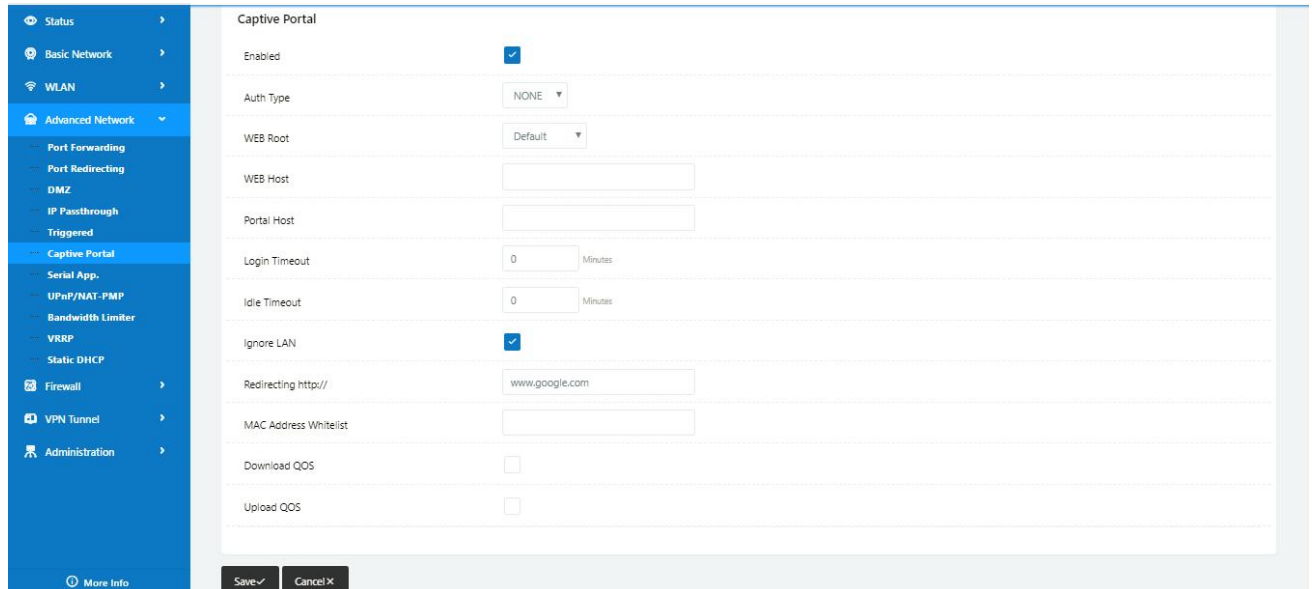 Status
Basic Network
WLAN
Advanced Network
Port Forwarding
Port Redirecting
DMZ
IP Passthrough
Triggered
Captive Portal
Serial App.
UPnP/NAT-PMP
Bandwidth Limiter
VRRP
Static DHCP
Firewall
VPN Tunnel
Administration
More Info
Captive Portal
Enabled
Auth Type NONE
WEB Root Default
WEB Host
Portal Host
Login Timeout 0 Minutes
Idle Timeout 0 Minutes
Ignore LAN
Redirecting http:// www.google.com
MAC Address Whitelist
Download QOS
Upload QOS
Save Cancel